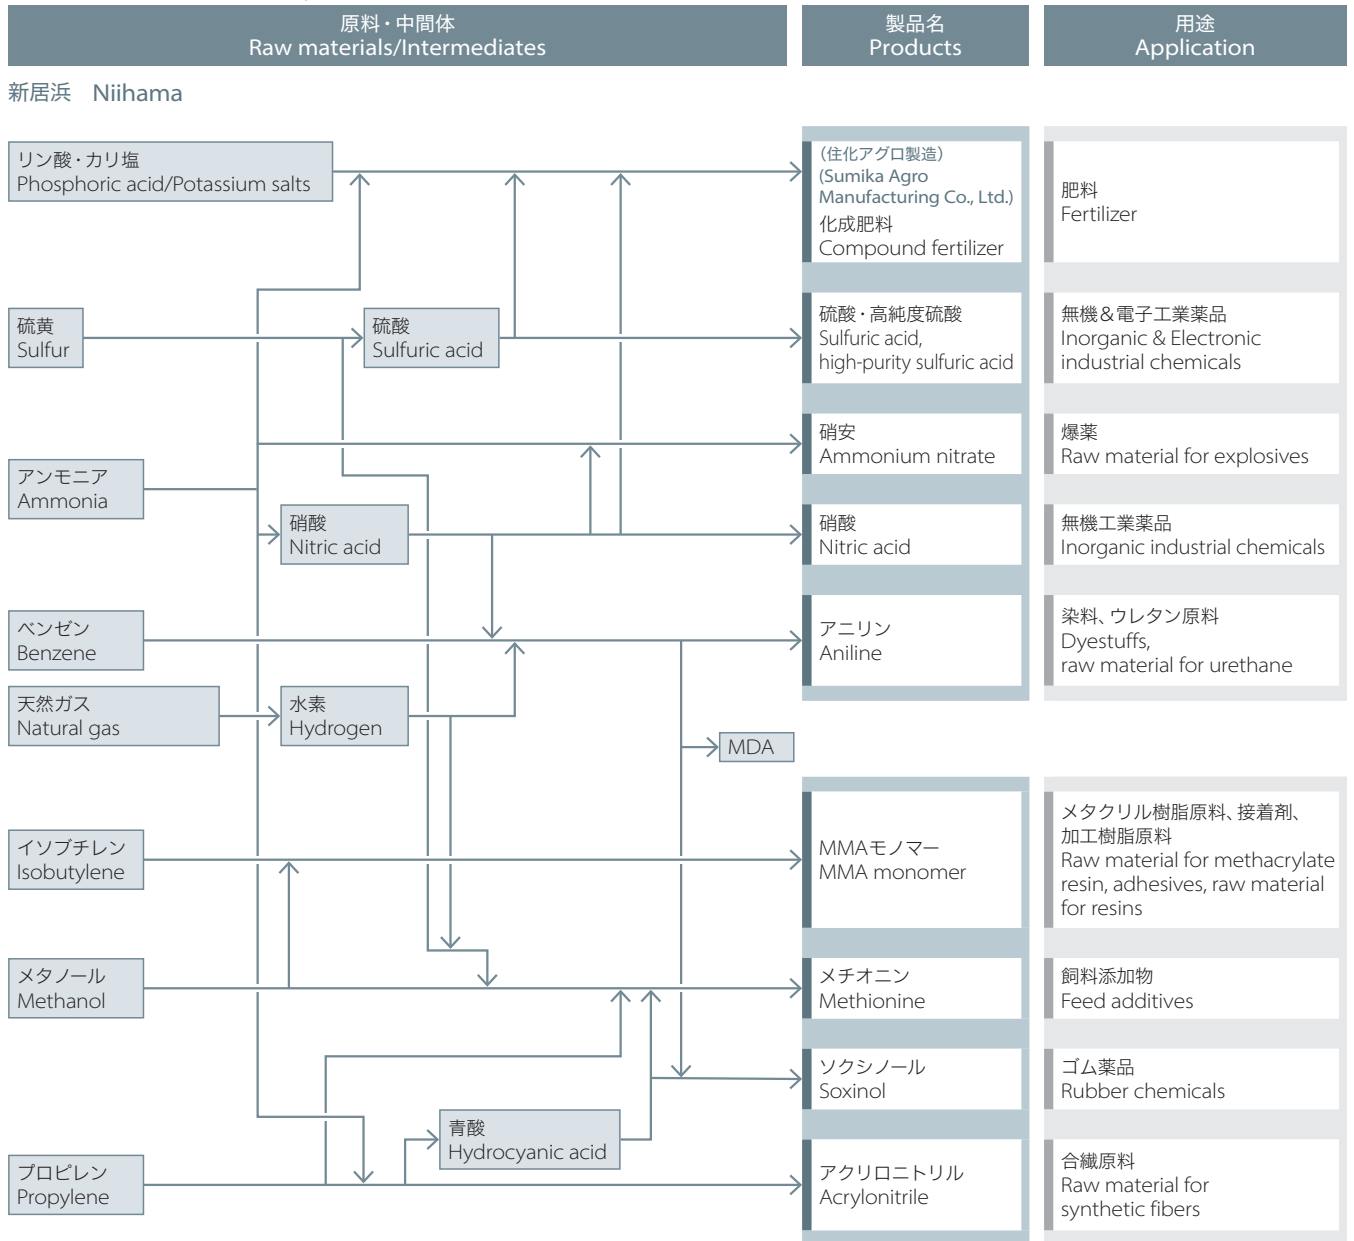 原料・中間体
Raw materials/Intermediates
製品名
Products
用途
Application
新居浜 Niihama
リン酸・カリ塩
Phosphoric acid/Potassium salts
（住化アグロ製造）
(Sumika Agro
Manufacturing Co., Ltd.)
化成肥料
Compound fertilizer
肥料
Fertilizer
硫黄
Sulfur
硫酸
Sulfuric acid
硫酸・高純度硫酸
Sulfuric acid,
high-purity sulfuric acid
無機＆電子工業薬品
Inorganic & Electronic
industrial chemicals
硝安
Ammonium nitrate
爆薬
Raw material for explosives
アンモニア
Ammonia
硝酸
Nitric acid
硝酸
Nitric acid
無機工業薬品
Inorganic industrial chemicals
ベンゼン
Benzene
アニリン
Aniline
染料、ウレタン原料
Dyestuffs,
raw material for urethane
天然ガス
Natural gas
水素
Hydrogen
MDA
イソブチレン
Isobutylene
MMAモノマー
MMA monomer
メタクリル樹脂原料、接着剤、
加工樹脂原料
Raw material for methacrylate
resin, adhesives, raw material
for resins
メタノール
Methanol
メチオニン
Methionine
飼料添加物
Feed additives
ソクシノール
Soxinol
ゴム薬品
Rubber chemicals
青酸
Hydrocyanic acid
プロピレン
Propylene
アクリロニトリル
Acrylonitrile
合繊原料
Raw material for
synthetic fibers